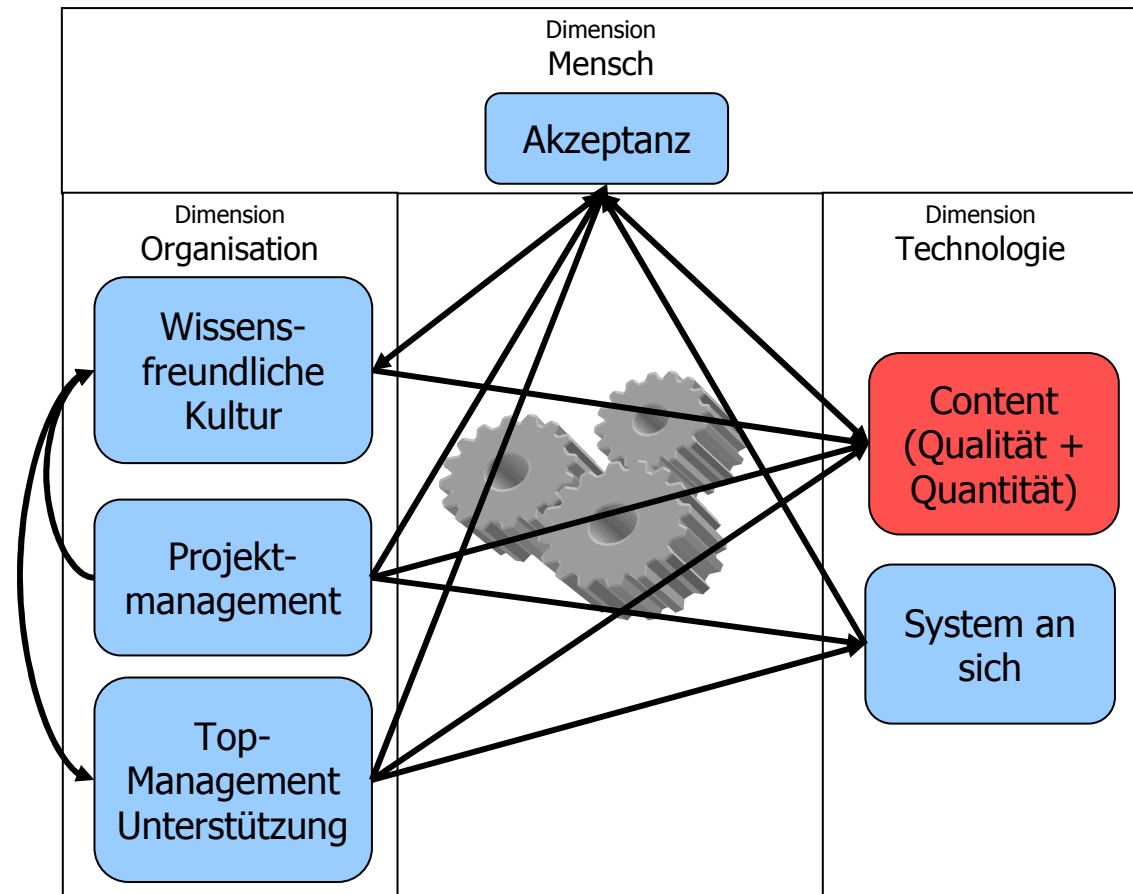 Dimension
Mensch
Akzeptanz
Dimension
Organisation
Wissens-
freundliche
Kultur
Projekt-
management
Top-
Management
Unterstützung
Dimension
Technologie
Content
(Qualität +
Quantität)
System an
sich